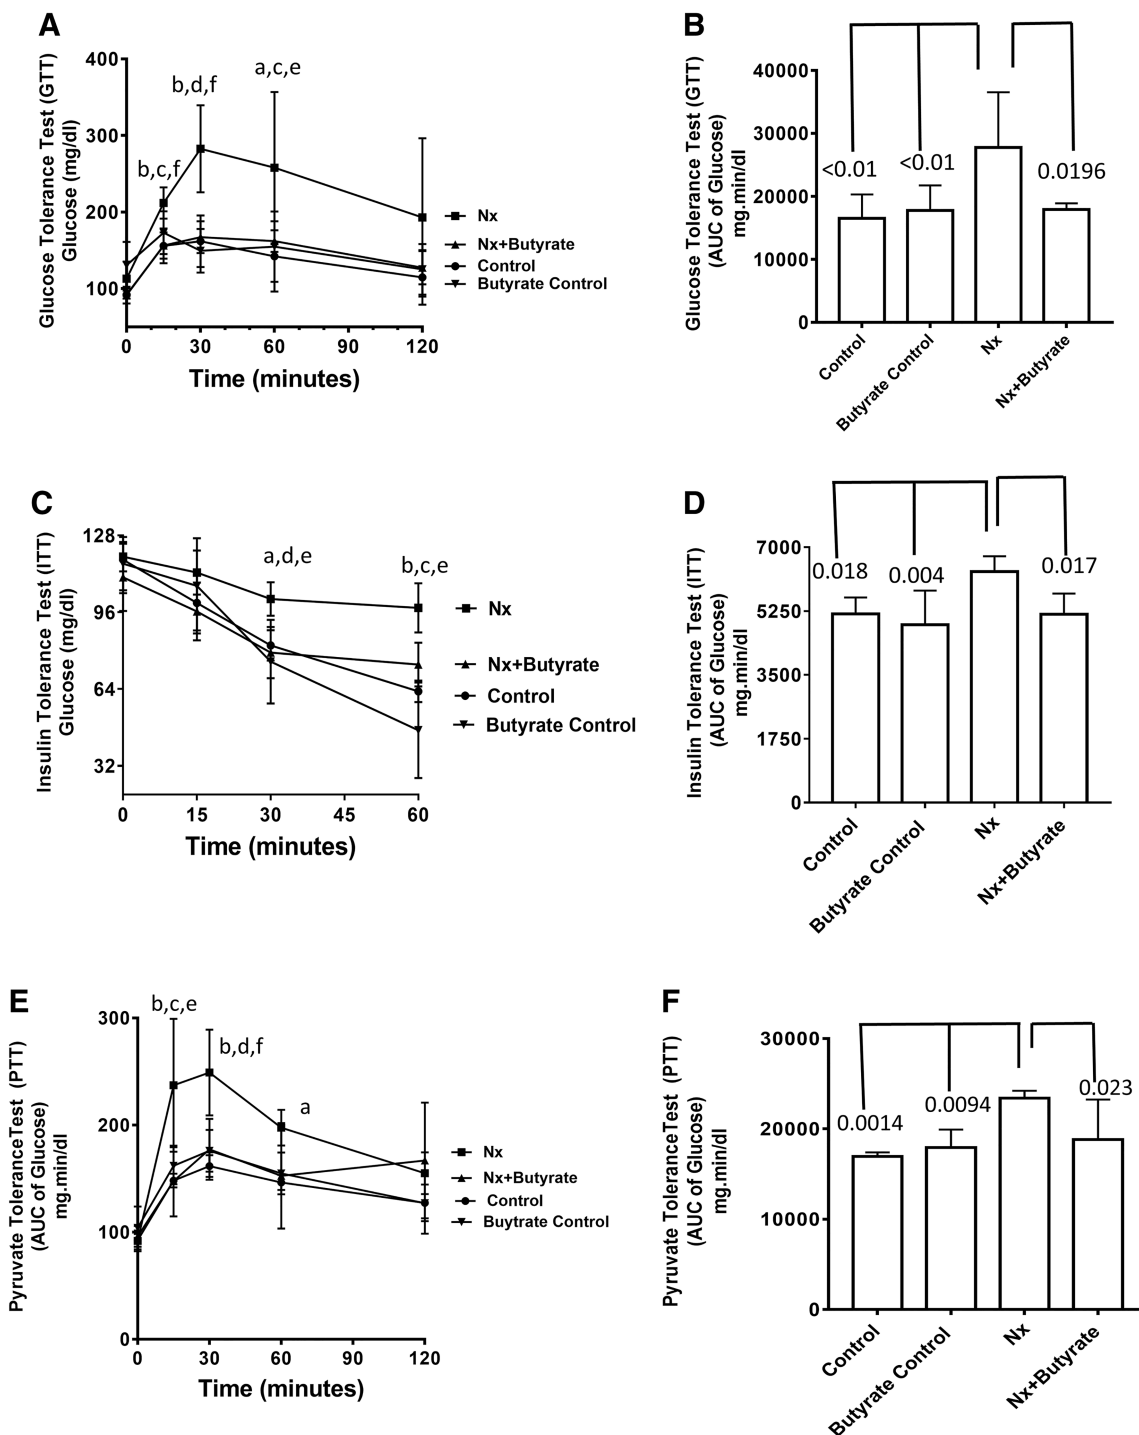 A
Glucose Tolerance Test (GTT)
Glucose (mg/dl)
400
300
200
100
b,c,f
b,d,f
a,c,e
Nx
Nx+Butyrate
Control
Butyrate Control
0
30
60
90
120
Time (minutes)
B
Glucose Tolerance Test (GTT)
(AUC of Glucose)
mg.min/dl
40000
30000
20000
10000
0
<0.01
<0.01
0.0196
Control
Butyrate Control
Nx
Nx+Butyrate
C
Insulin Tolerance Test (ITT)
Glucose (mg/dl)
128
96
64
32
a,d,e
b,c,e
Nx
Nx+Butyrate
Control
Butyrate Control
0
15
30
45
60
Time (minutes)
D
Insulin Tolerance Test (ITT)
(AUC of Glucose)
mg.min/dl
7000
5250
3500
1750
0
0.018
0.004
0.017
Control
Butyrate Control
Nx
Nx+Butyrate
E
Pyruvate ToleranceTest (PTT)
(AUC of Glucose)
mg.min/dl
300
200
100
0
b,c,e
b,d,f
a
Nx
Nx+Butyrate
Control
Buytrate Control
0
30
60
90
120
Time (minutes)
F
Pyruvate ToleranceTest (PTT)
(AUC of Glucose)
mg.min/dl
30000
20000
10000
0
0.0014
0.0094
0.023
Control
Butyrate Control
Nx
Nx+Butyrate